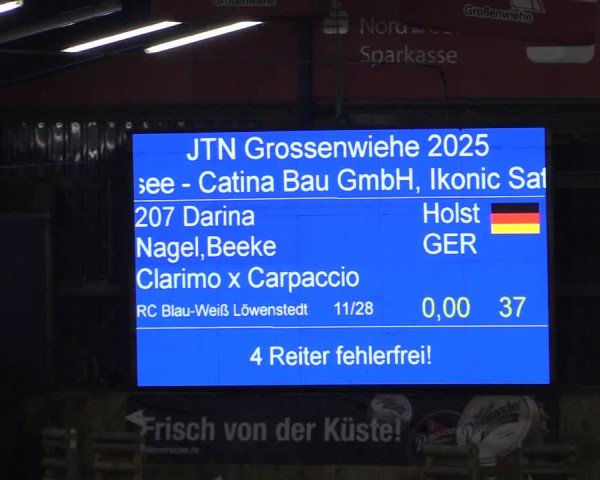 Großenwiehe
Großenwiehe
Sparkasse
JTN Grossenwiehe 2025
see - Catina Bau GmbH, Ikonic Sat
207 Darina Holst
Nagel,Beeke GER
Clarimo x Carpaccio
RC Blau-Weiß Löwenstedt 11/28 0,00 37
4 Reiter fehlerfrei!
Frisch von der Küste!